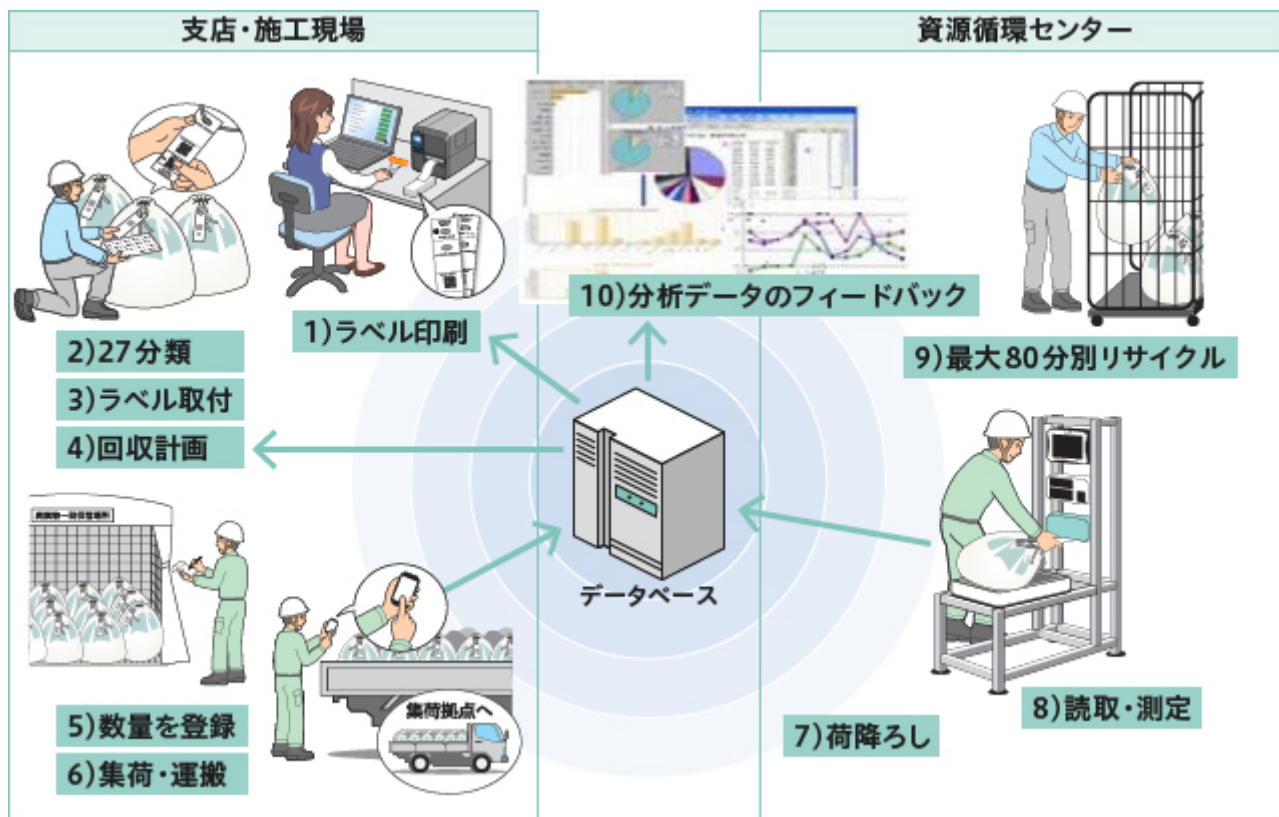 支店・施工現場
資源循環センター
1)ラベル印刷
2)27分類
3)ラベル取付
4)回収計画
5)数量を登録
6)集荷・運搬
集荷拠点へ
データベース
10)分析データのフィードバック
9)最大80分別リサイクル
8)読取・測定
7)荷降ろし